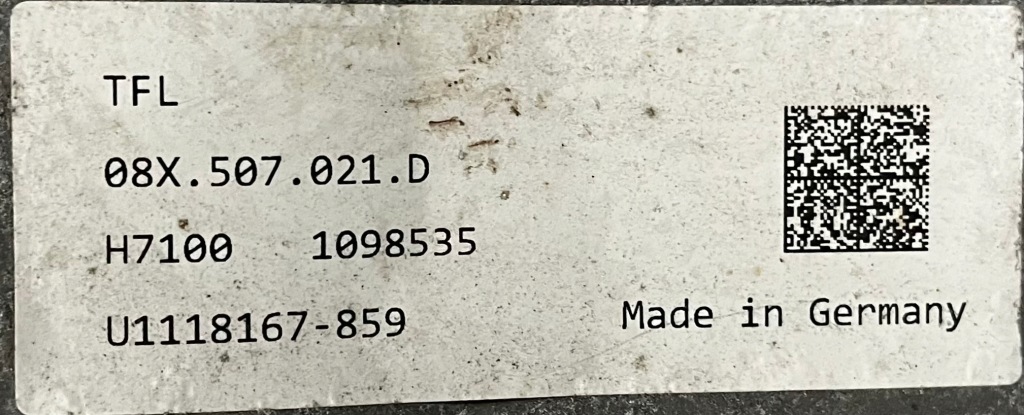 TFL
08X.507.021.D
H7100 1098535
U1118167-859
Made in Germany